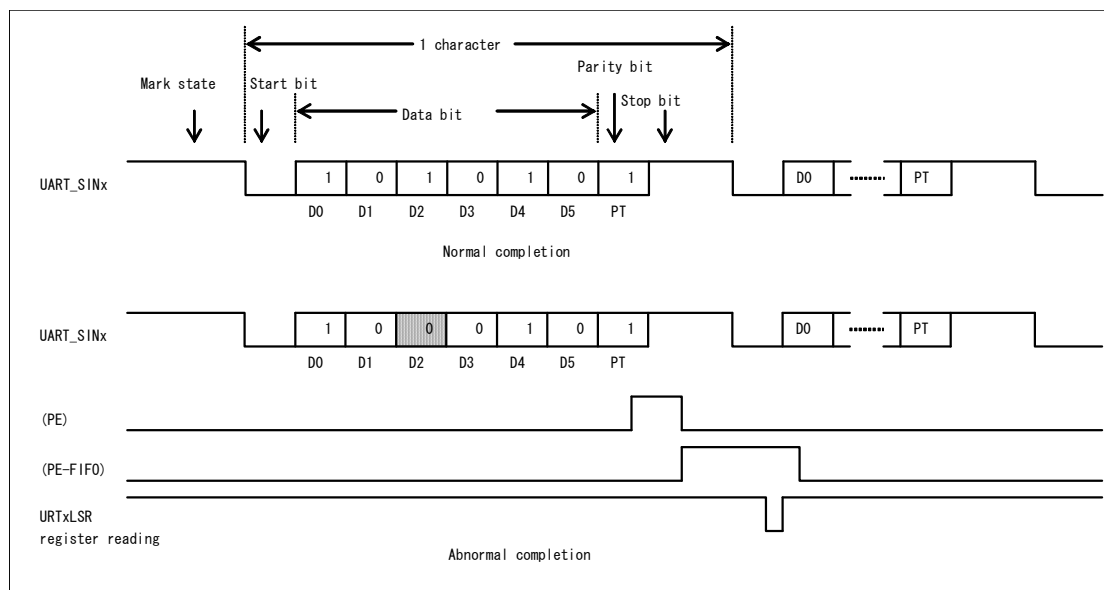 1 character
Parity bit
Mark state
Start bit
Stop bit
Data bit
UART_SINx
1 0 1 0 1 0 1
D0 PT
D0 D1 D2 D3 D4 D5 PT
Normal completion
UART_SINx
1 0 0 0 1 0 1
D0 PT
D0 D1 D2 D3 D4 D5 PT
(PE)
(PE-FIFO)
URTxLSR
register reading
Abnormal completion